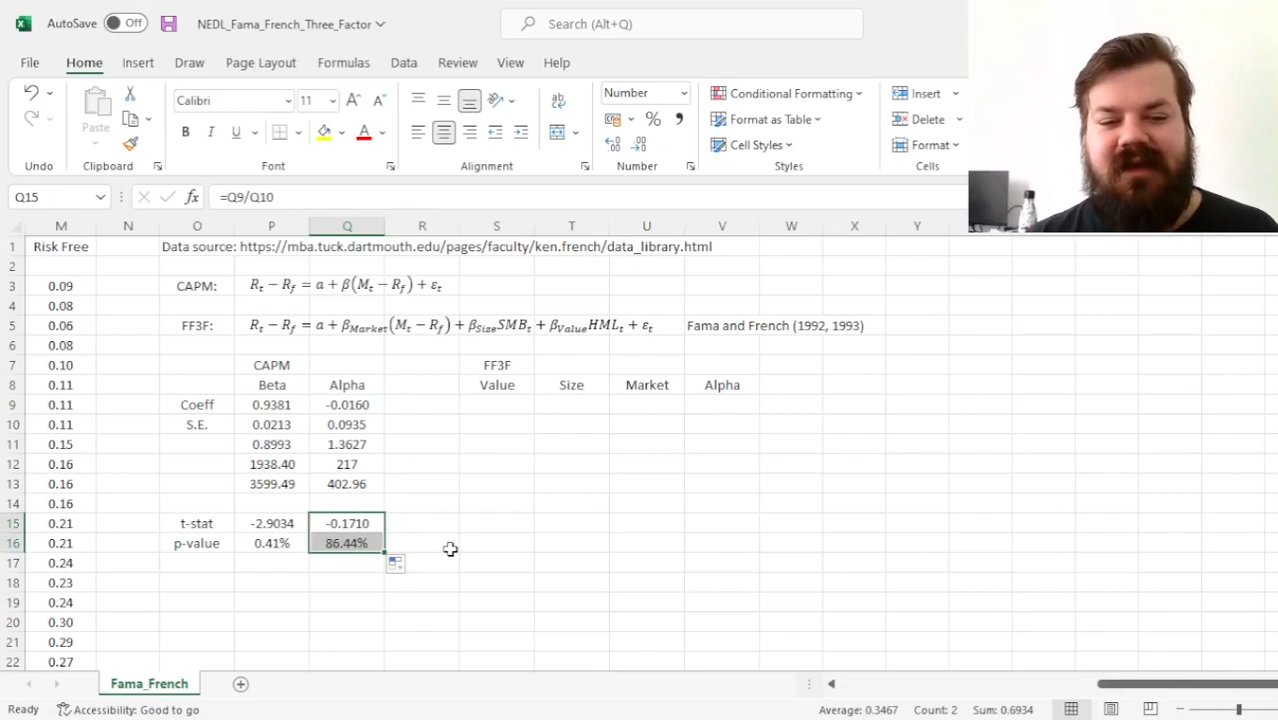 AutoSave Off NEDL_Fama_French_Three_Factor Search (Alt+Q)
File Home Insert Draw Page Layout Formulas Data Review View Help
Undo Paste Clipboard Calibri 11 Font Alignment Number Conditional Formatting Format as Table Cell Styles Styles Insert Delete Format Cells
Q15 =Q9/Q10
M N O P Q R S T U V W X Y
1 Risk Free Data source: https://mba.tuck.dartmouth.edu/pages/faculty/ken.french/data_library.html
2
3 0.09 CAPM: R_t − R_f = a + β(M_t − R_f) + ε_t
4 0.08
5 0.06 FF3F: R_t − R_f = a + β_Market(M_t − R_f) + β_Size SMB_t + β_Value HML_t + ε_t Fama and French (1992, 1993)
6 0.08
7 0.10 CAPM FF3F
8 0.11 Beta Alpha Value Size Market Alpha
9 0.11 Coeff 0.9381 -0.0160
10 0.11 S.E. 0.0213 0.0935
11 0.15 0.8993 1.3627
12 0.16 1938.40 217
13 0.16 3599.49 402.96
14 0.16
15 0.21 t-stat -2.9034 -0.1710
16 0.21 p-value 0.41% 86.44%
17 0.24
18 0.23
19 0.24
20 0.30
21 0.29
22 0.27
Fama_French
Ready Accessibility: Good to go Average: 0.3467 Count: 2 Sum: 0.6934